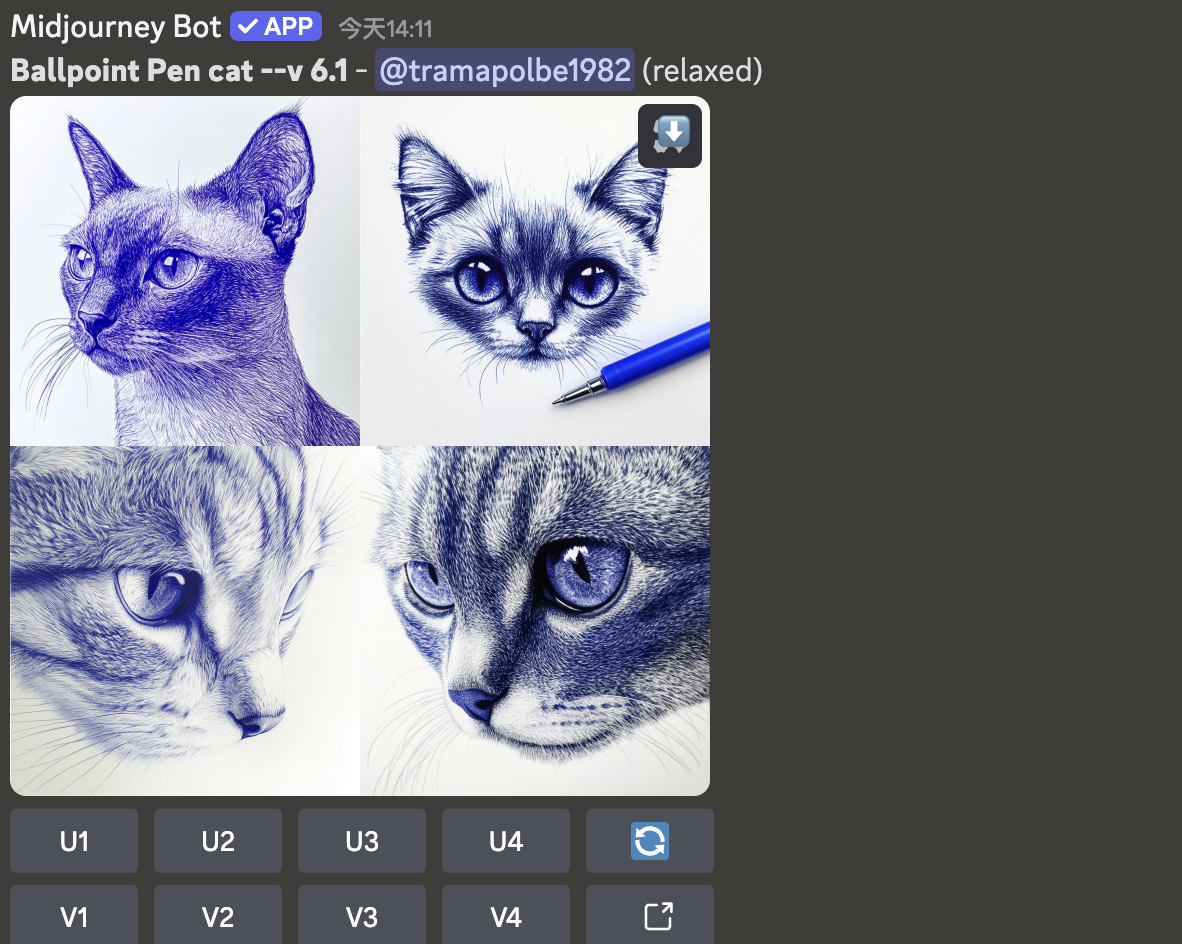 Midjourney Bot ✓ APP 今天14:11
Ballpoint Pen cat --v 6.1 - @tramapolbe1982 (relaxed)
U1 U2 U3 U4
V1 V2 V3 V4